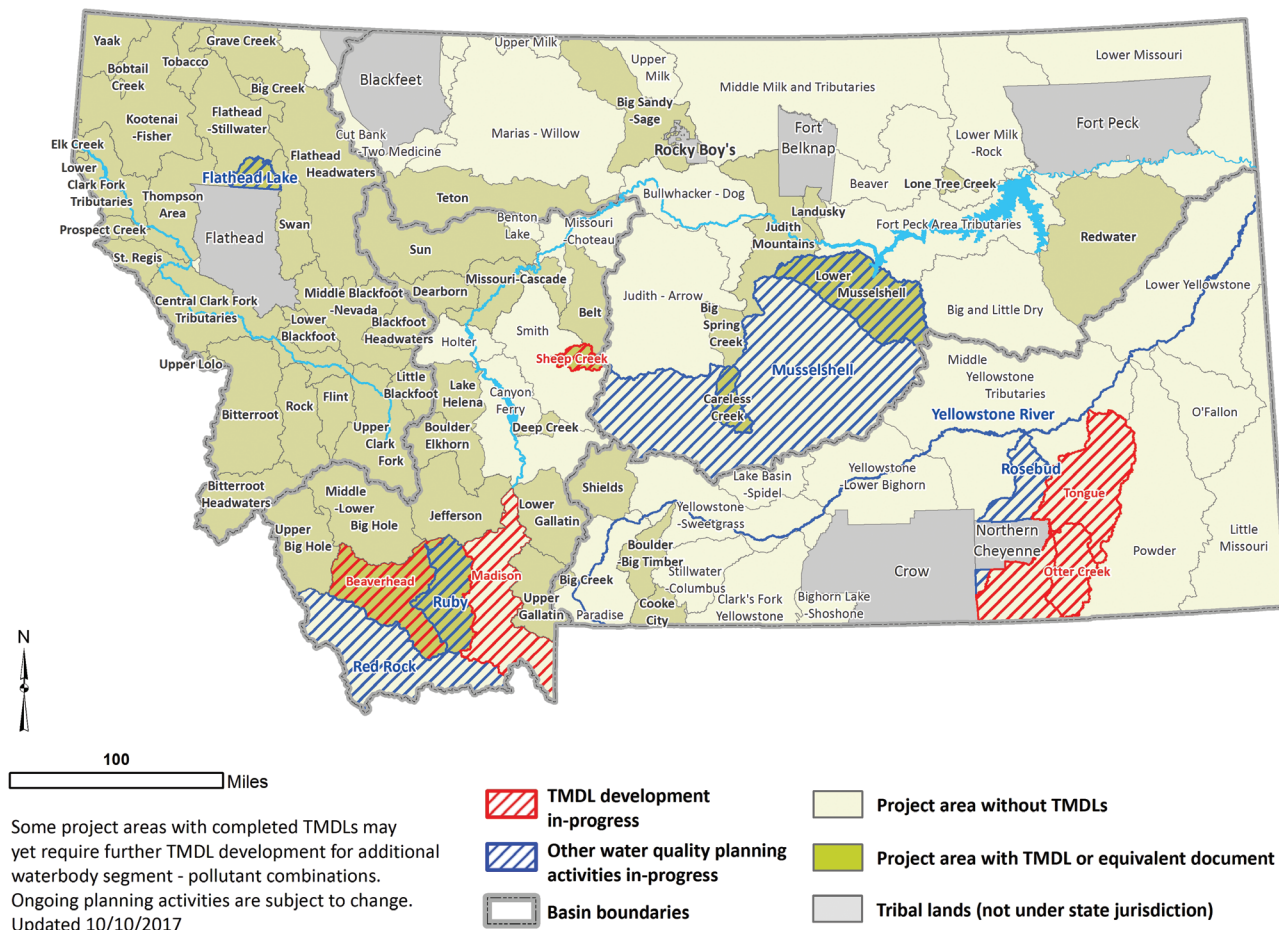 Yaak
Grave Creek
Tobacco
Bobtail
Creek
Big Creek
Kootenai
-Fisher
Flathead
-Stillwater
Elk Creek
Lower
Clark Fork
Tributaries
Flathead Lake
Flathead
Headwaters
Thompson
Area
Prospect Creek
Flathead
Swan
St. Regis
Central Clark Fork
Tributaries
Middle Blackfoot
-Nevada
Lower
Blackfoot
Blackfoot
Headwaters
Upper Lolo
Bitterroot
Rock
Flint
Little
Blackfoot
Upper
Clark
Fork
Bitterroot
Headwaters
Blackfeet
Cut Bank
-Two Medicine
Upper Milk
Marias - Willow
Upper
Milk
Big Sandy
-Sage
Rocky Boy's
Middle Milk and Tributaries
Fort
Belknap
Lower Milk
-Rock
Lower Missouri
Fort Peck
Teton
Benton
Lake
Missouri
-Choteau
Bullwhacker - Dog
Beaver
Lone Tree Creek
Landusky
Judith
Mountains
Fort Peck Area Tributaries
Redwater
Sun
Missouri-Cascade
Dearborn
Belt
Smith
Holter
Sheep Creek
Judith - Arrow
Big
Spring
Creek
Lower
Musselshell
Big and Little Dry
Lower Yellowstone
Musselshell
Careless
Creek
Lake
Helena
Canyon
Ferry
Deep Creek
Boulder
Elkhorn
Middle
Yellowstone
Tributaries
Yellowstone River
O'Fallon
Rosebud
Tongue
Northern
Cheyenne
Otter Creek
Powder
Little
Missouri
Middle
-Lower
Big Hole
Upper
Big Hole
Jefferson
Lower
Gallatin
Shields
Lake Basin
-Spidel
Yellowstone
-Lower Bighorn
Yellowstone
-Sweetgrass
Beaverhead
Ruby
Madison
Upper
Gallatin
Red Rock
Big Creek
Paradise
Boulder
-Big Timber
Cooke
City
Stillwater
-Columbus
Clark's Fork
Yellowstone
Bighorn Lake
-Shoshone
Crow
N
100
Miles
Some project areas with completed TMDLs may
yet require further TMDL development for additional
waterbody segment - pollutant combinations.
Ongoing planning activities are subject to change.
Updated 10/10/2017
TMDL development
in-progress
Other water quality planning
activities in-progress
Basin boundaries
Project area without TMDLs
Project area with TMDL or equivalent document
Tribal lands (not under state jurisdiction)